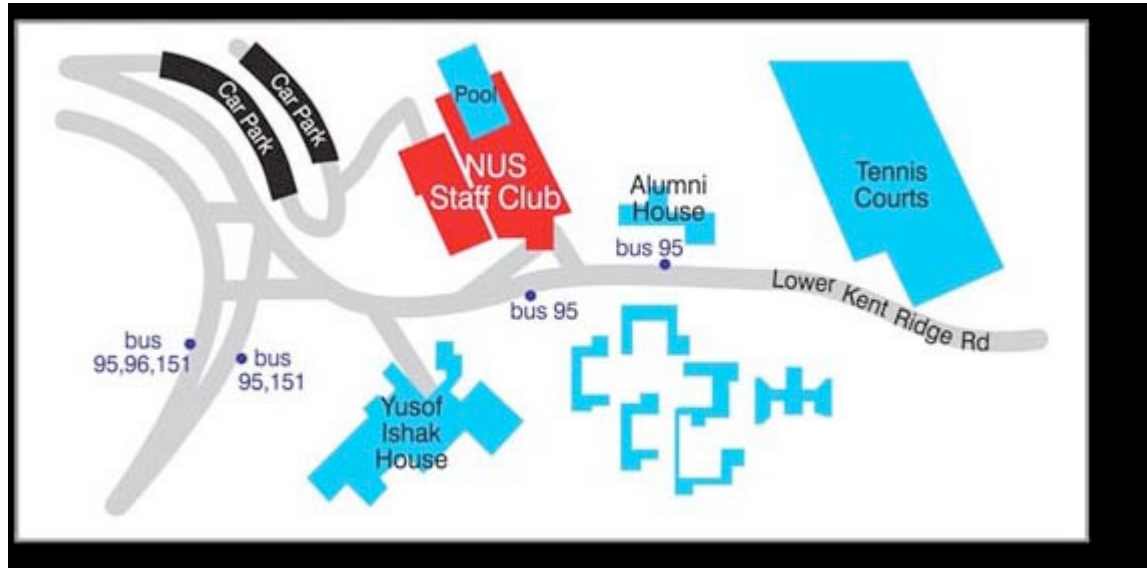 Car Park
Car Park
Pool
NUS
Staff Club
Alumni
House
Tennis
Courts
bus 95
bus 95
Lower Kent Ridge Rd
bus
95,96,151
bus
95,151
Yusof
Ishak
House